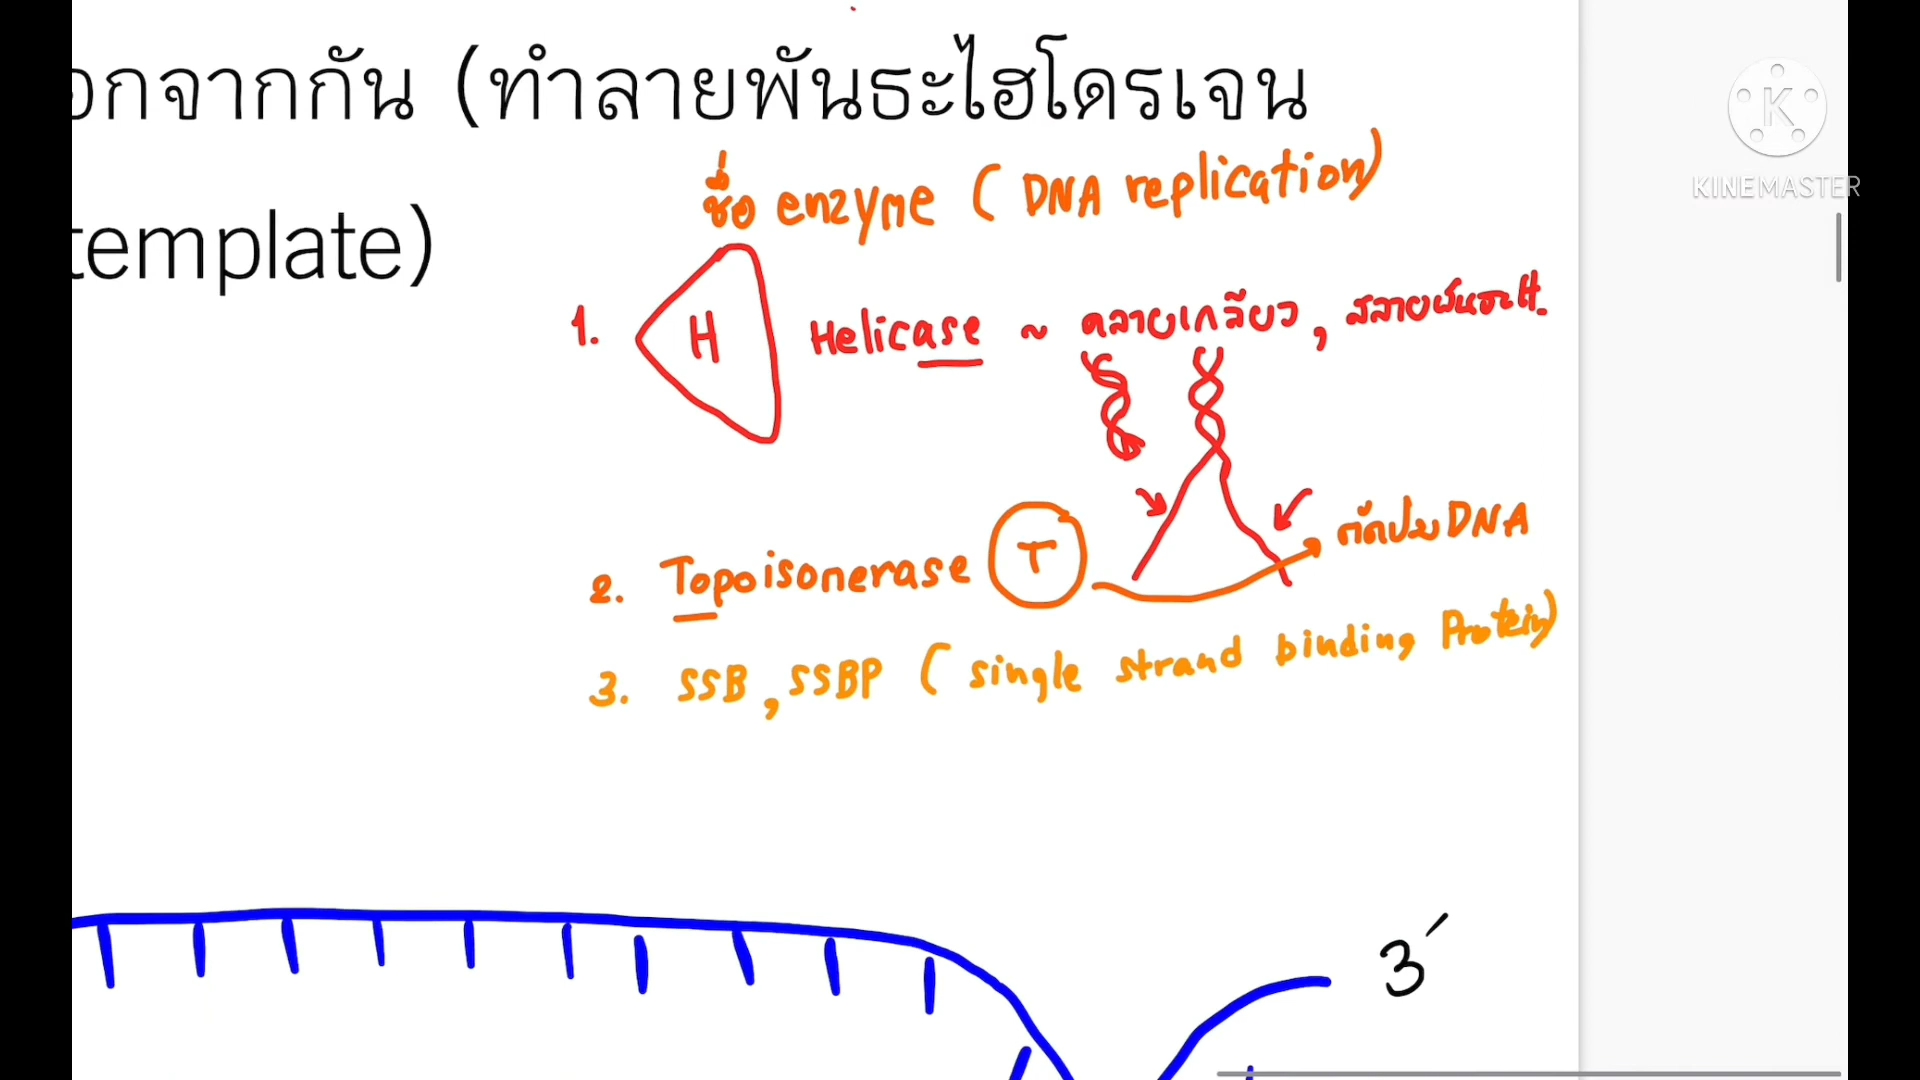 อกจากกัน (ทำลายพันธะไฮโดรเจน
template)
ชื่อ enzyme ( DNA replication)
1. H Helicase ~ คลายเกลียว, สลายพันธะ H.
2. Topoisonerase T ตัดปม DNA
3. SSB, SSBP ( single strand binding Protein)
3´
KINEMASTER